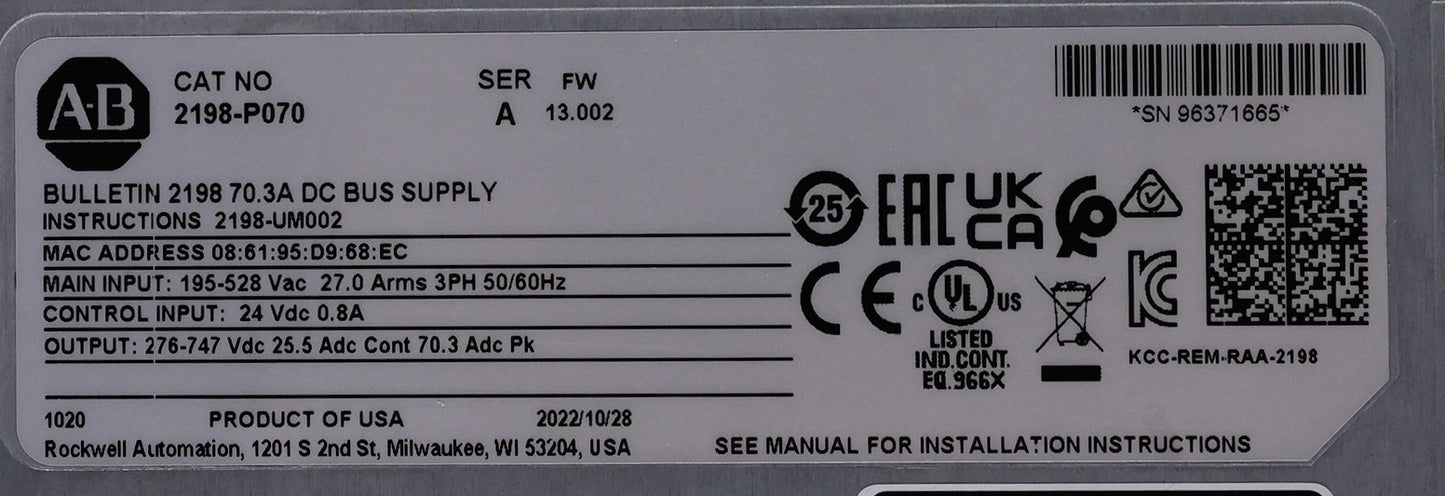 A-B
CAT NO
2198-P070
SER
A
FW
13.002
*SN 96371665*
BULLETIN 2198 70.3A DC BUS SUPPLY
INSTRUCTIONS 2198-UM002
MAC ADDRESS 08:61:95:D9:68:EC
MAIN INPUT: 195-528 Vac 27.0 Arms 3PH 50/60Hz
CONTROL INPUT: 24 Vdc 0.8A
OUTPUT: 276-747 Vdc 25.5 Adc Cont 70.3 Adc Pk
25
EAC
UK
CA
CE
C UL US
LISTED
IND.CONT.
EQ.966X
KC
KCC-REM-RAA-2198
1020 PRODUCT OF USA 2022/10/28
Rockwell Automation, 1201 S 2nd St, Milwaukee, WI 53204, USA
SEE MANUAL FOR INSTALLATION INSTRUCTIONS